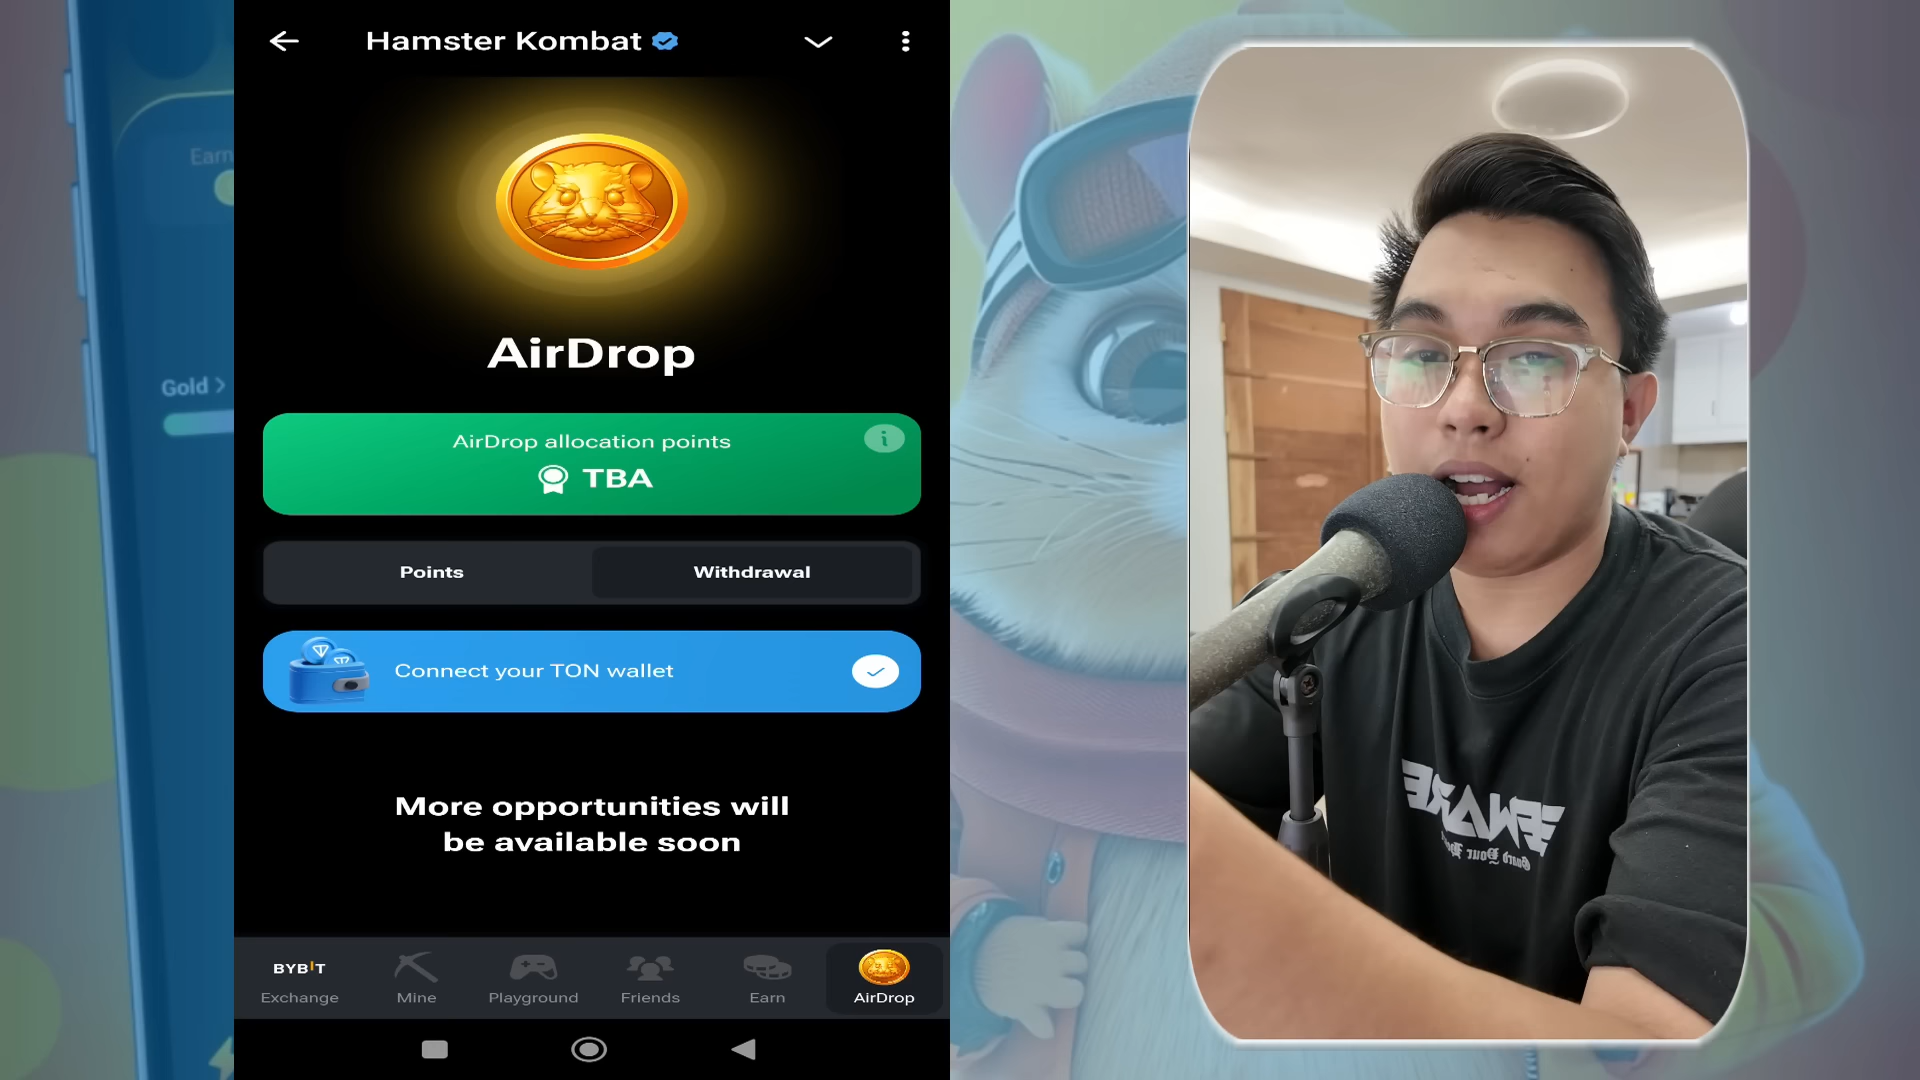 Hamster Kombat
Earn
Gold >
AirDrop
AirDrop allocation points
TBA
Points
Withdrawal
Connect your TON wallet
More opportunities will
be available soon
BYBIT
Exchange
Mine
Playground
Friends
Earn
AirDrop